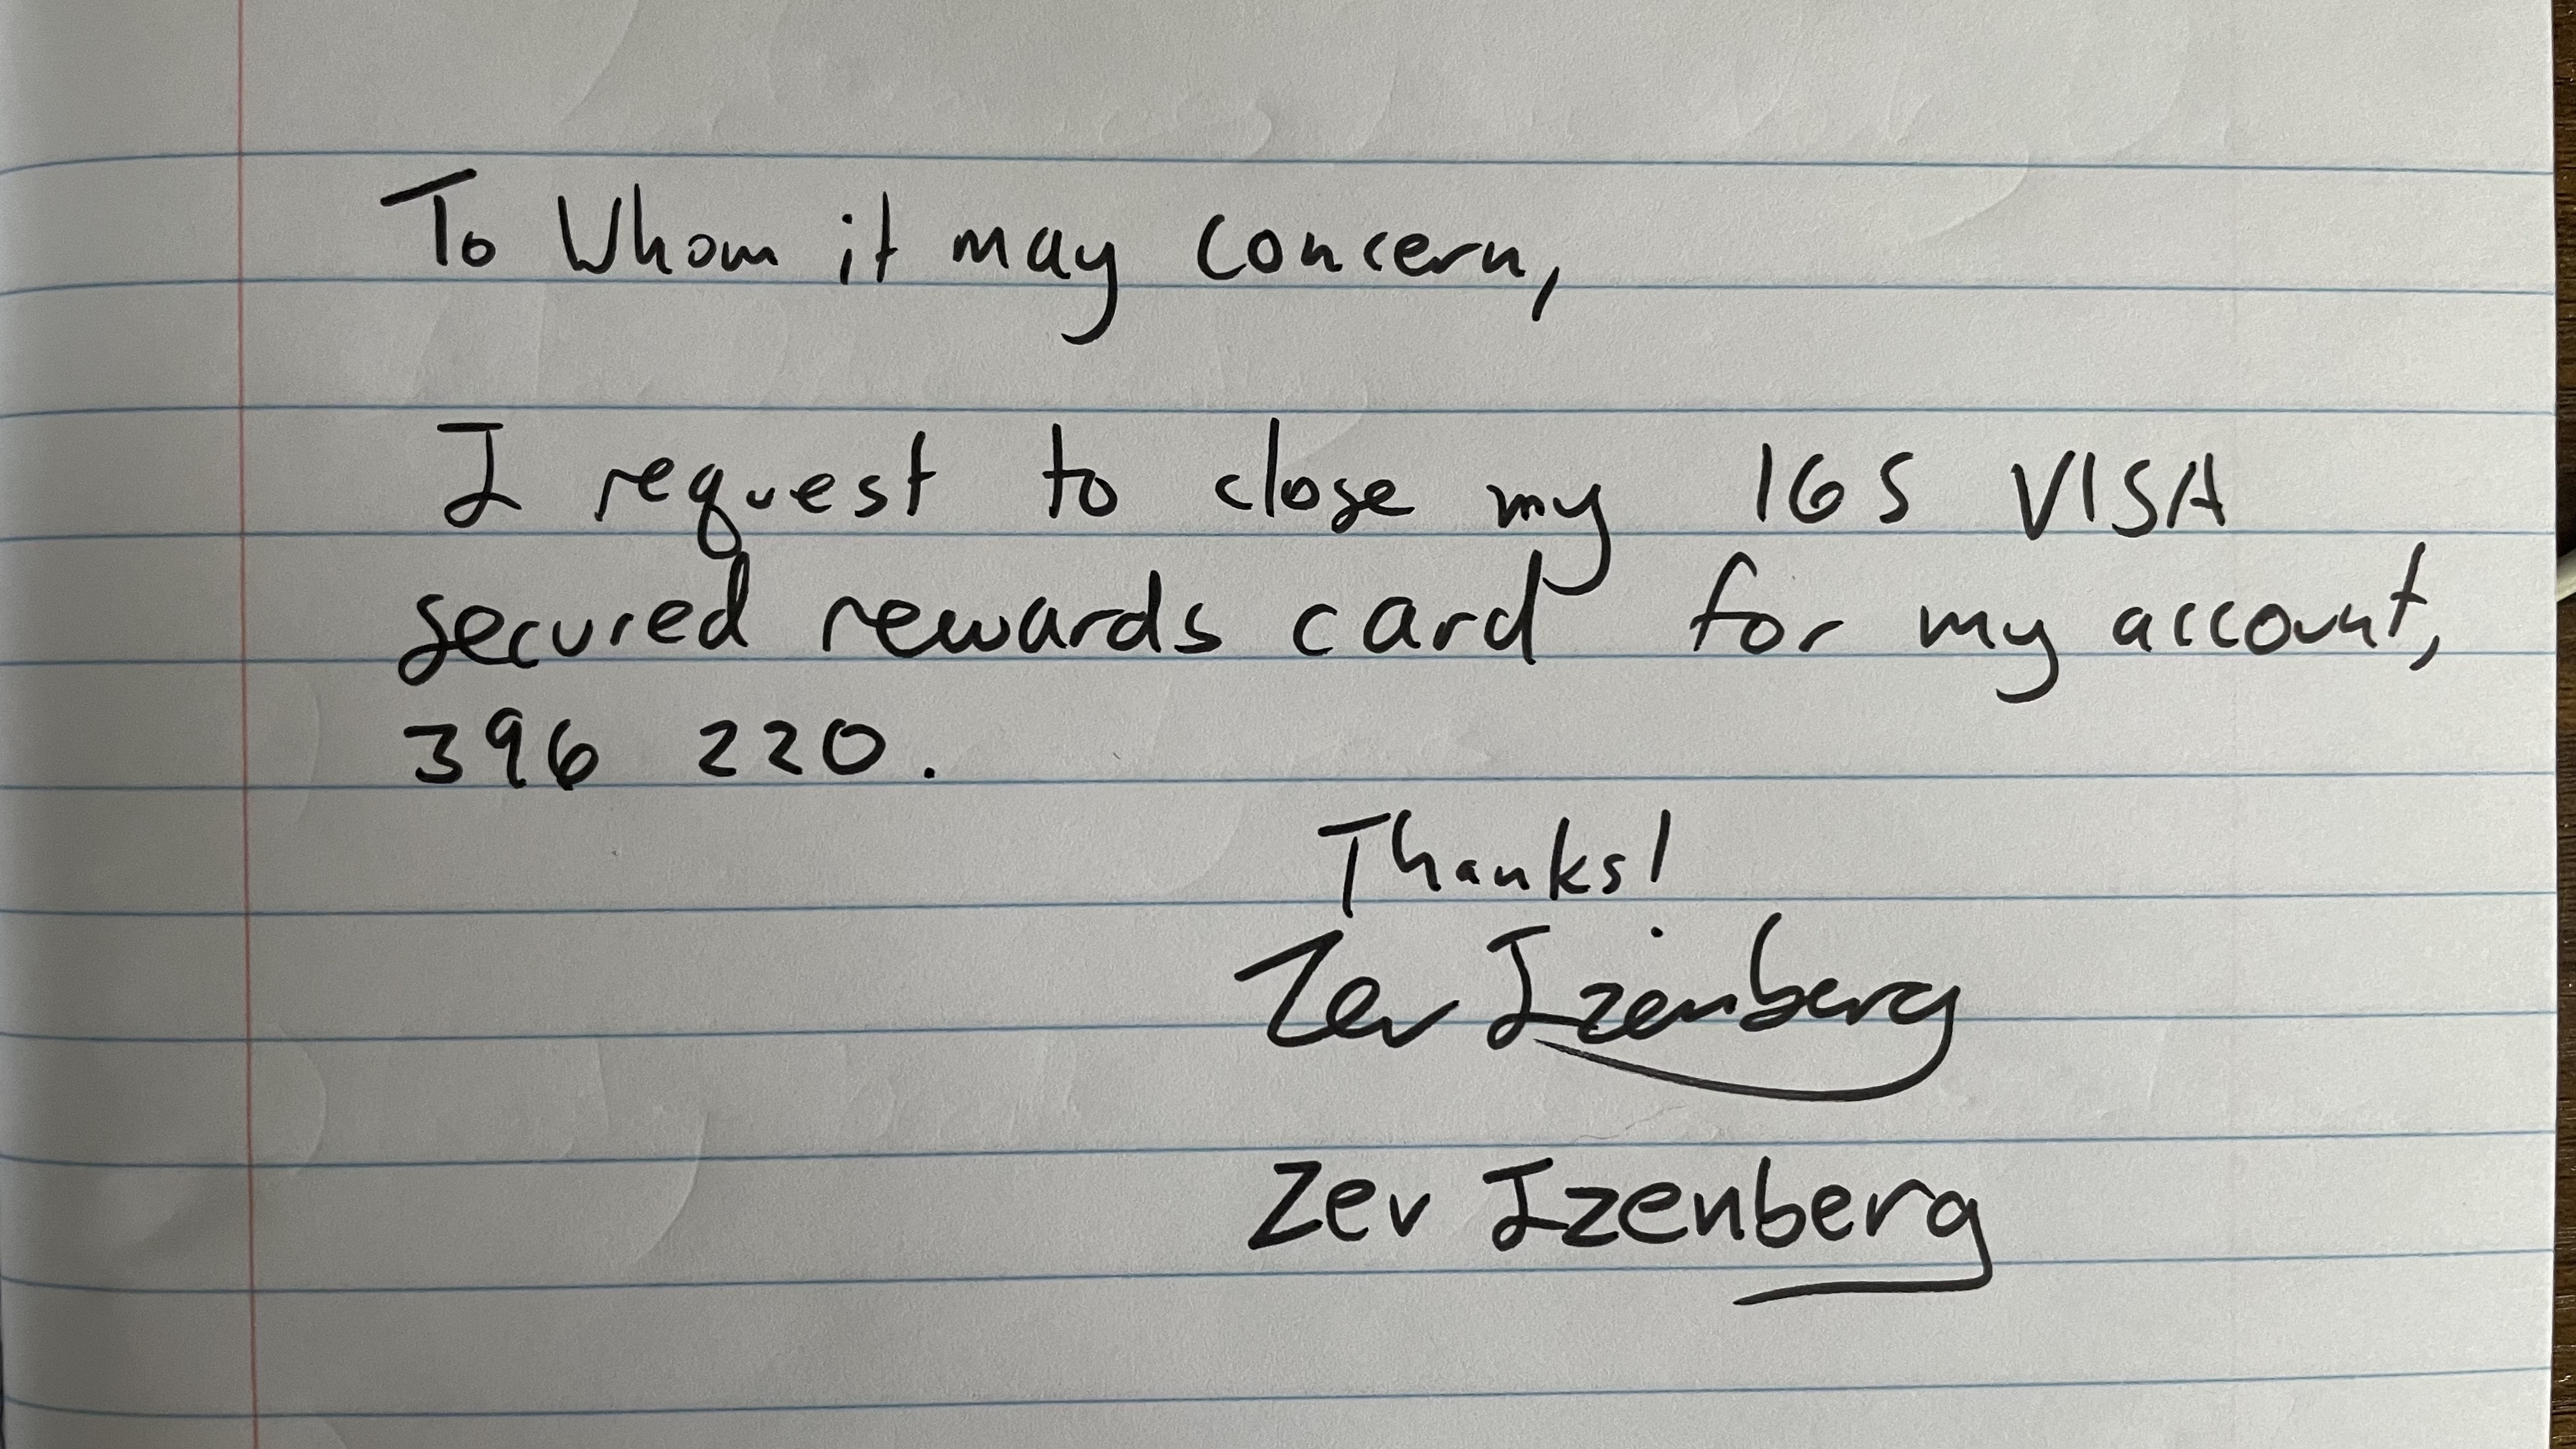 To Whom it may concern,
I request to close my IGS VISA
secured rewards card for my account,
396 220.
Thanks!
Zev Izenberg
Zev Izenberg